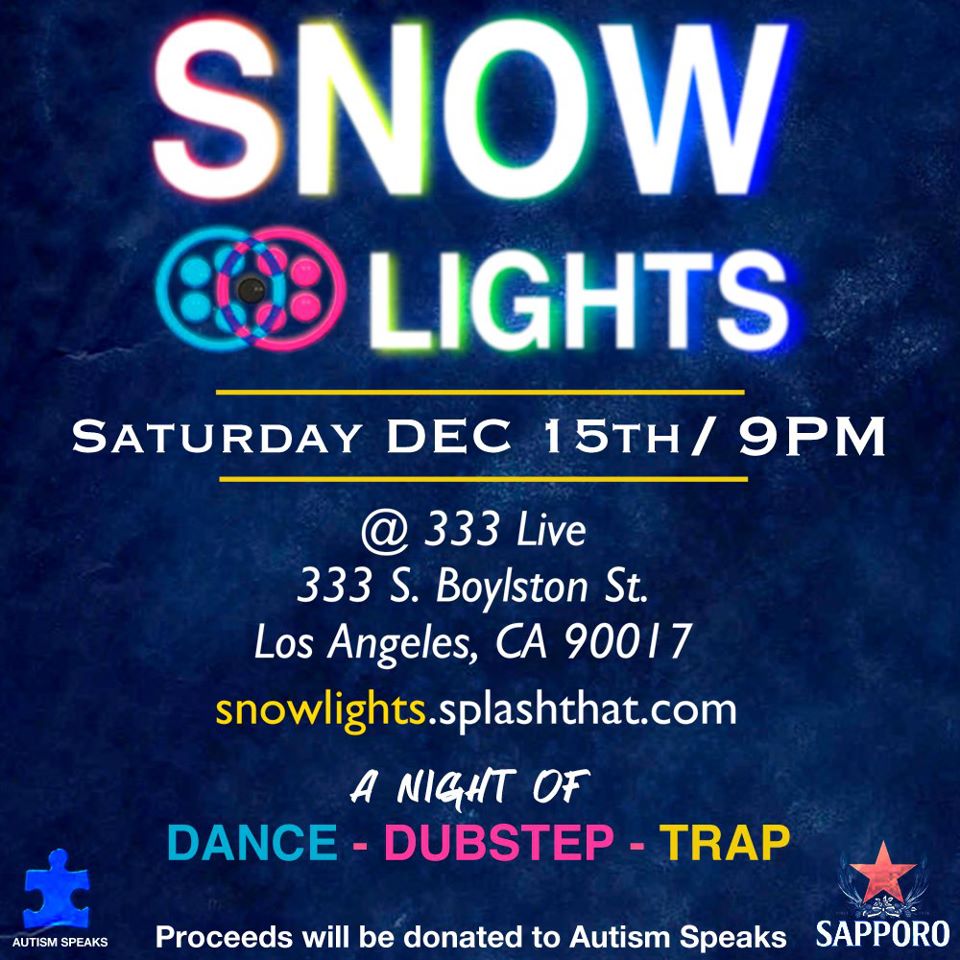 SNOW
LIGHTS
SATURDAY DEC 15TH / 9PM
@ 333 Live
333 S. Boylston St.
Los Angeles, CA 90017
snowlights.splashthat.com
A NIGHT OF
DANCE - DUBSTEP - TRAP
AUTISM SPEAKS
Proceeds will be donated to Autism Speaks
SAPPORO